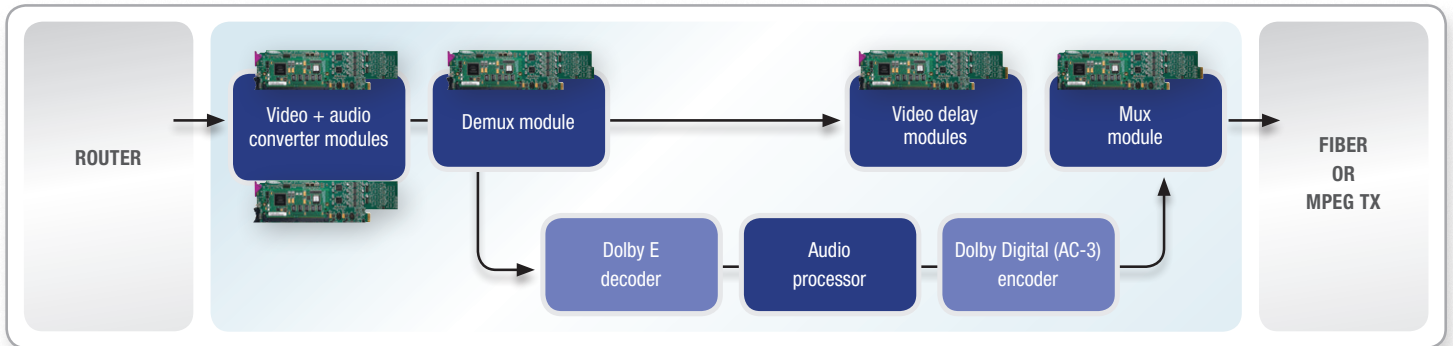 ROUTER
Video + audio
converter modules
Demux module
Video delay
modules
Mux
module
FIBER
OR
MPEG TX
Dolby E
decoder
Audio
processor
Dolby Digital (AC-3)
encoder